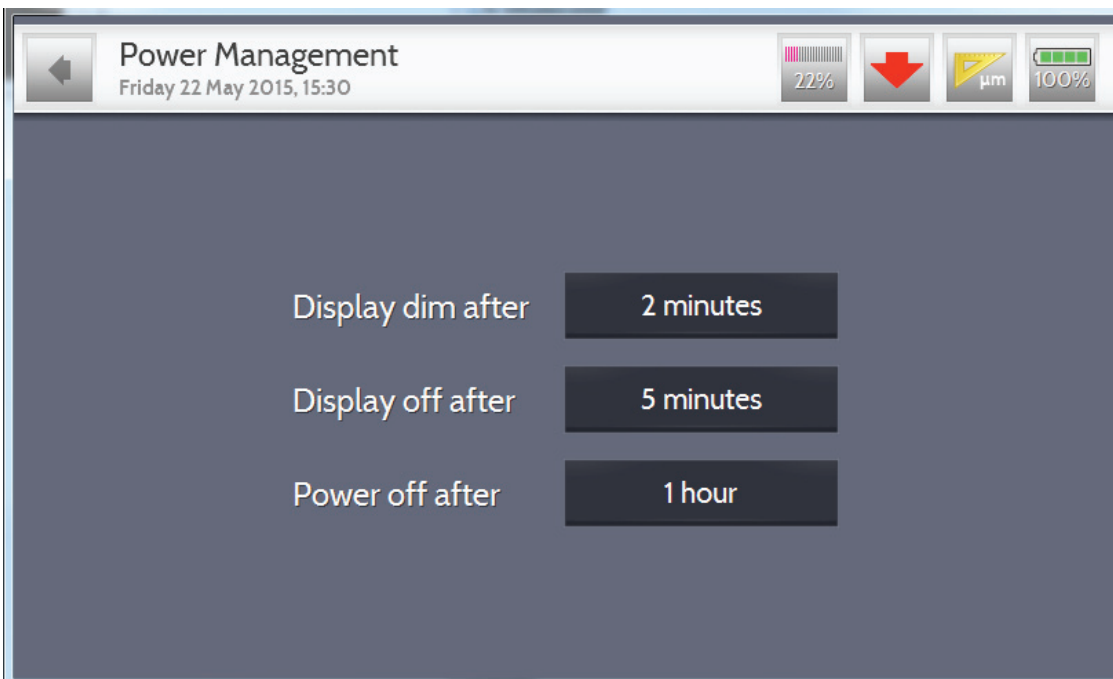 Power Management
Friday 22 May 2015, 15:30
22%
μm
100%
Display dim after
2 minutes
Display off after
5 minutes
Power off after
1 hour